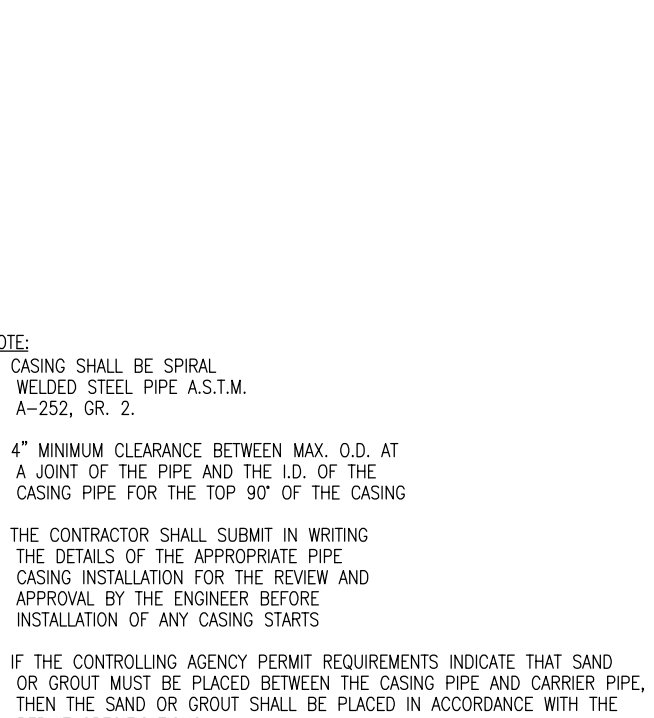 OTE:
CASING SHALL BE SPIRAL
WELDED STEEL PIPE A.S.T.M.
A-252, GR. 2.
4" MINIMUM CLEARANCE BETWEEN MAX. O.D. AT
A JOINT OF THE PIPE AND THE I.D. OF THE
CASING PIPE FOR THE TOP 90° OF THE CASING
THE CONTRACTOR SHALL SUBMIT IN WRITING
THE DETAILS OF THE APPROPRIATE PIPE
CASING INSTALLATION FOR THE REVIEW AND
APPROVAL BY THE ENGINEER BEFORE
INSTALLATION OF ANY CASING STARTS
IF THE CONTROLLING AGENCY PERMIT REQUIREMENTS INDICATE THAT SAND
OR GROUT MUST BE PLACED BETWEEN THE CASING PIPE AND CARRIER PIPE,
THEN THE SAND OR GROUT SHALL BE PLACED IN ACCORDANCE WITH THE